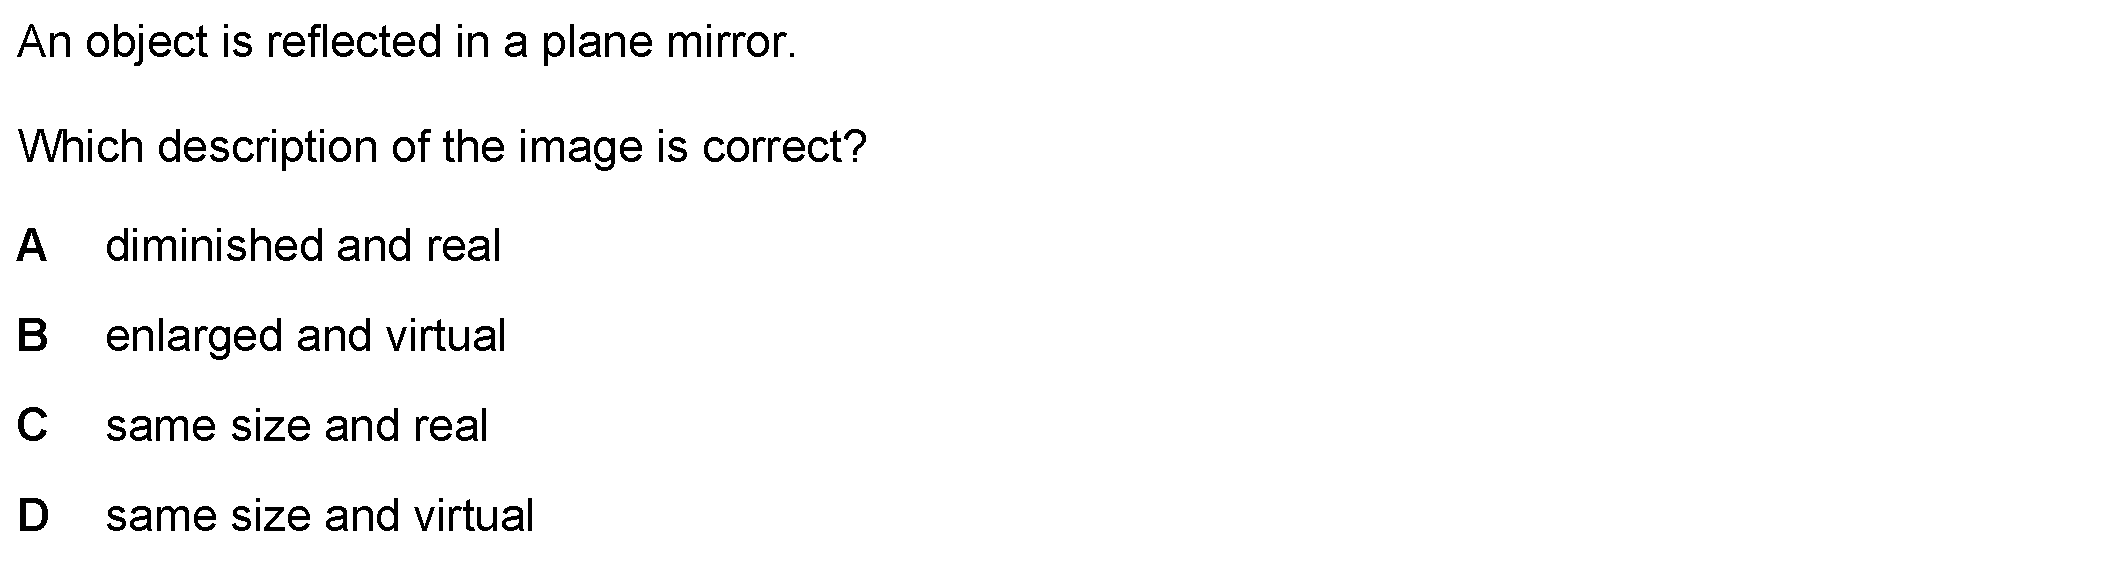 An object is reflected in a plane mirror.
Which description of the image is correct?
A diminished and real
B enlarged and virtual
C same size and real
D same size and virtual